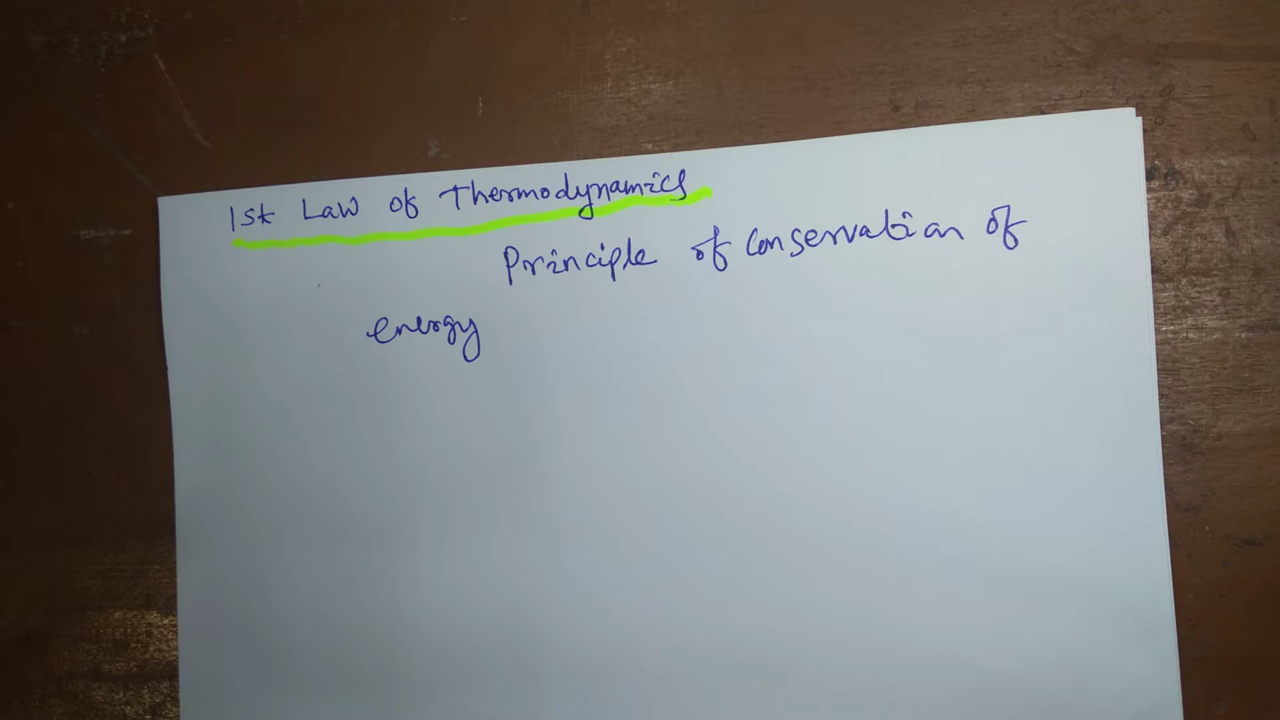 1st Law of Thermodynamics
Principle of Conservation of
energy